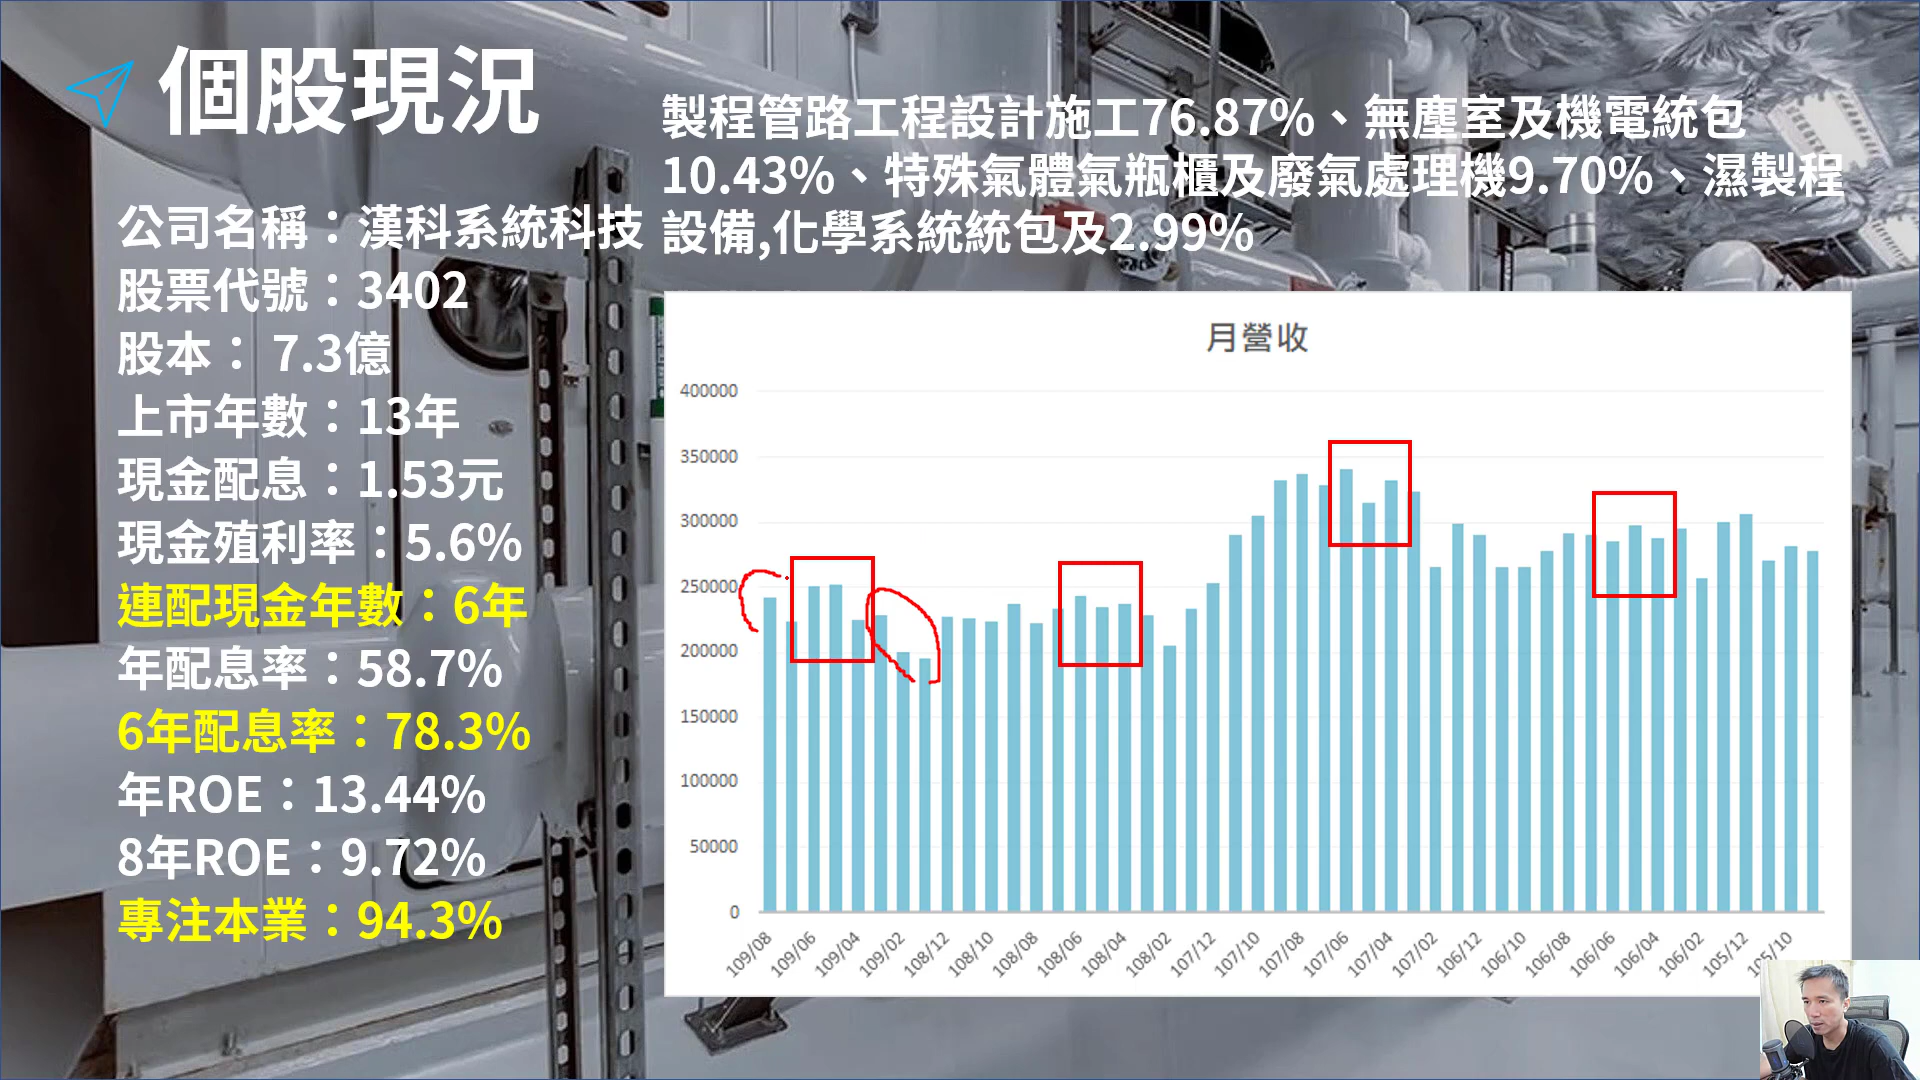 個股現況
公司名稱：漢科系統科技
股票代號：3402
股本： 7.3億
上市年數：13年
現金配息：1.53元
現金殖利率：5.6%
連配現金年數：6年
年配息率：58.7%
6年配息率：78.3%
年ROE：13.44%
8年ROE：9.72%
專注本業：94.3%
製程管路工程設計施工76.87%、無塵室及機電統包
10.43%、特殊氣體氣瓶櫃及廢氣處理機9.70%、濕製程
設備,化學系統統包及2.99%
月營收
400000
350000
300000
250000
200000
150000
100000
50000
0
109/08
109/06
109/04
109/02
108/12
108/10
108/08
108/06
108/04
108/02
107/12
107/10
107/08
107/06
107/04
107/02
106/12
106/10
106/08
106/06
106/04
106/02
105/12
105/10